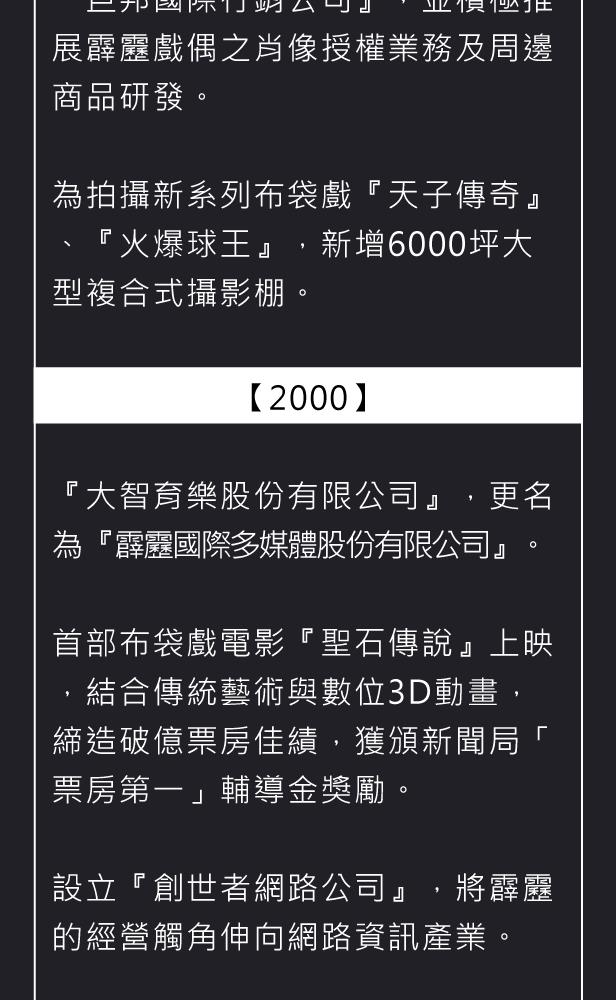 巨邦國際行銷公司』，並積極推
展霹靂戲偶之肖像授權業務及周邊
商品研發。
為拍攝新系列布袋戲『天子傳奇』
、『火爆球王』，新增6000坪大
型複合式攝影棚。
【2000】
『大智育樂股份有限公司』，更名
為『霹靂國際多媒體股份有限公司』。
首部布袋戲電影『聖石傳說』上映
，結合傳統藝術與數位3D動畫，
締造破億票房佳績，獲頒新聞局「
票房第一」輔導金獎勵。
設立『創世者網路公司』，將霹靂
的經營觸角伸向網路資訊產業。